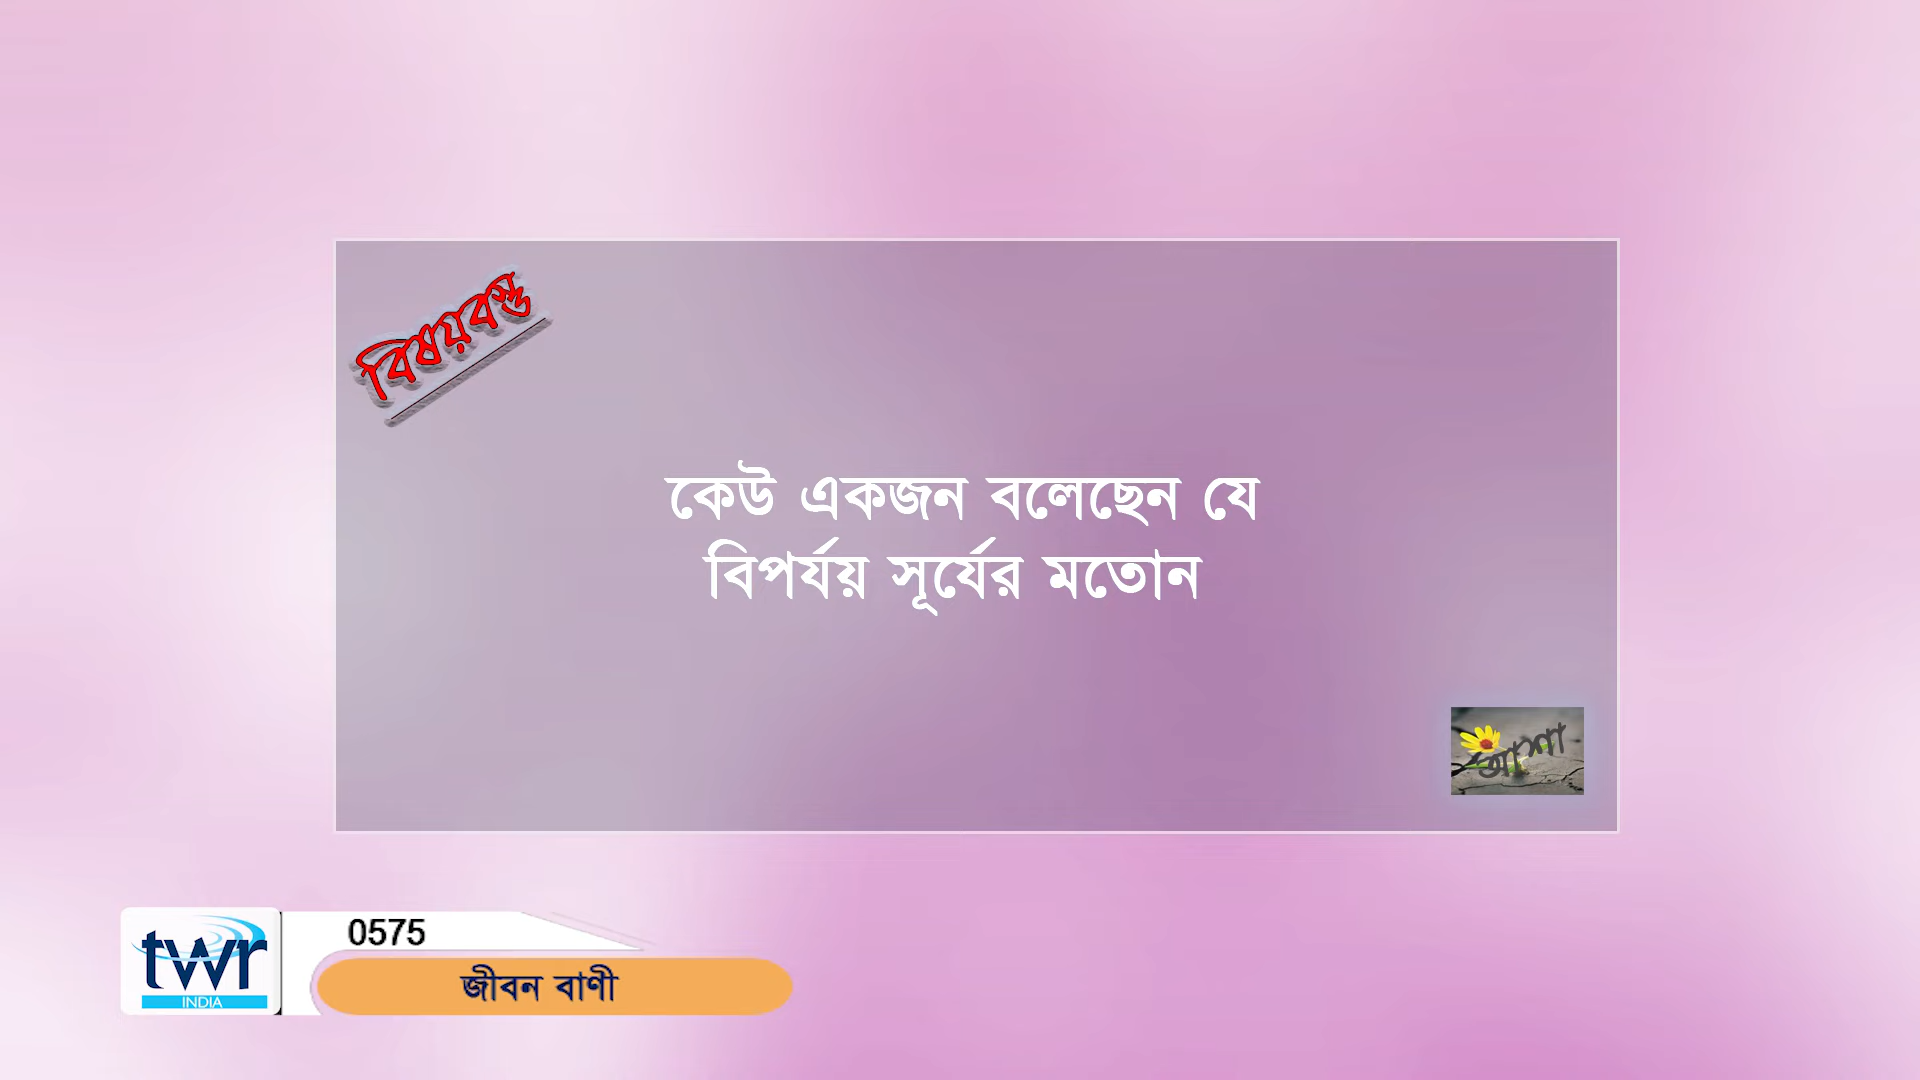 বিষয়বস্তু
কেউ একজন বলেছেন যে
বিপর্যয় সূর্যের মতোন
আশা
twr
INDIA
0575
জীবন বাণী